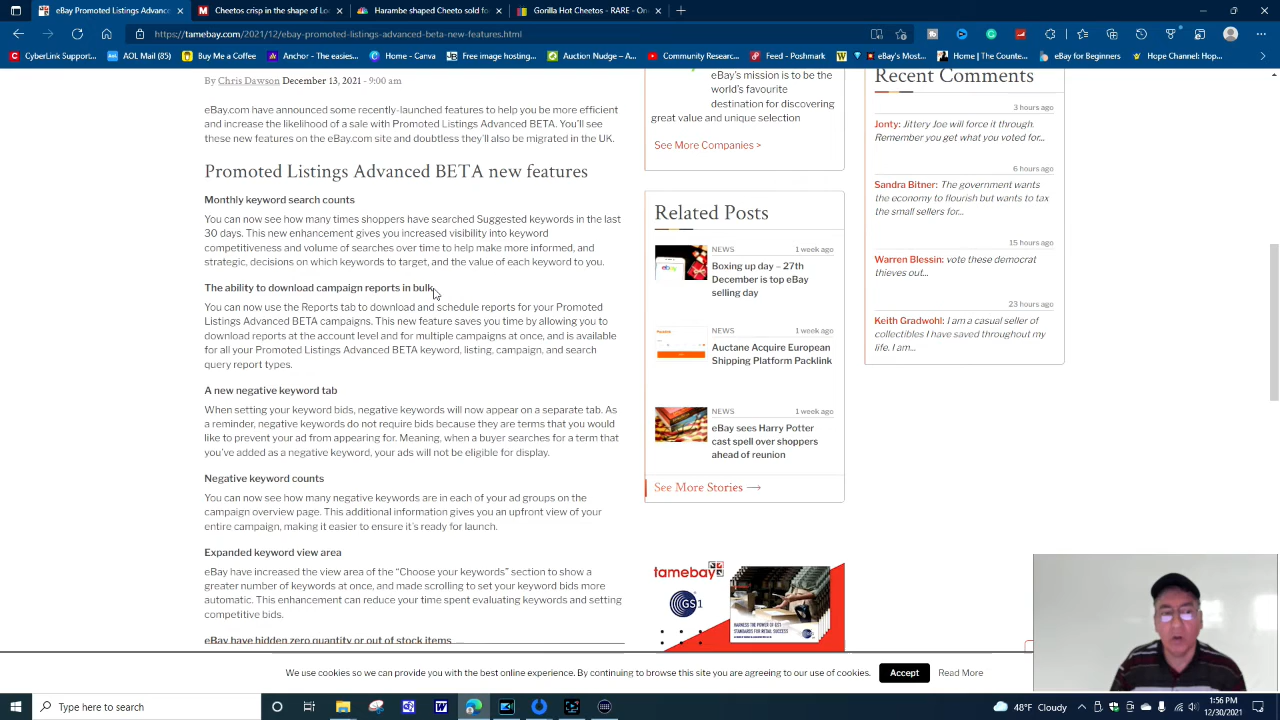 eBay Promoted Listings Advanced
Marketing in the shape of Lo
Shaped Cheetos sold fo
Gorilla Hot Cheetos - RARE - On
https://tamebay.com/2021/12/ebay-promoted-listings-advanced-beta-new-features.html
CyberLink Support...
AOL Mail (85)
Ebay Auction
Anchor - The easies...
Home - Canva
Free image hosting...
Auction Nudge – A...
Youtube Community
Feed - Poshmark
eBay's Most...
Home | Entrepreneu...
eBay for Beginners
Hope Channel: Hop...
By Chris Dawson December 13, 2021 - 9:00 am
eBay.com have announced some recently-launched features to help you be more efficient
and increase the likelihood of a sale with Promoted Listings Advanced BETA. You'll see
these new features on the eBay.com site and doubtless they'll also be migrated in the UK.
Promoted Listings Advanced BETA new features
Monthly keyword search counts
You can now see how many times shoppers have searched Suggested keywords in the last
30 days. This new enhancement gives you increased visibility into keyword
competitiveness and volume of searches over time to help make more informed, and
strategic, decisions on which keywords to target, and the value of each keyword to you.
The ability to download campaign reports in bulk
You can now use the Reports tab to download and schedule reports for your Promoted
Listings Advanced BETA campaigns. This new feature saves you time by allowing you to
download reports at the account level and for multiple campaigns at once, and is available
for all your Promoted Listings Advanced BETA keyword, listing, campaign, and search
query report types.
A new negative keyword tab
When setting your keyword bids, negative keywords will now appear on a separate tab. As
a reminder, negative keywords do not require bids because they are terms that you would
like to prevent your ad from appearing for. Meaning, when a buyer searches for a term that
you've added as a negative keyword, your ads will not be eligible for display.
Negative keyword counts
You can now see how many negative keywords are in each of your ad groups on the
campaign overview page. This additional information gives you an upfront view of your
entire campaign, making it easier to ensure it's ready for launch.
Expanded keyword view area
eBay have increased the view area of the “Choose your keywords” section to show a
greater number of keywords at once, and made scrolling to set your keyword bids more
automatic. This enhancement can reduce your time spent evaluating keywords and setting
competitive bids.
eBay have hidden zero quantity or out of stock items
eBay's mission is to be the
world's favourite
destination for discovering
great value and unique selection
See More Companies >
Related Posts
NEWS 1 week ago
Boxing up day – 27th
December is top eBay
selling day
NEWS 1 week ago
Auctane Acquire European
Shipping Platform Packlink
NEWS 1 week ago
eBay sees Harry Potter
cast spell over shoppers
ahead of reunion
See More Stories →
tamebay
GS1
HARNESS THE POWER OF GS1
STANDARDS FOR RETAIL SUCCESS
Recent Comments
3 hours ago
Jonty: Jittery Joe will force it through.
Remember you get what you voted for...
6 hours ago
Sandra Bitner: The government wants
the economy to flourish but wants to tax
the small sellers for...
15 hours ago
Warren Blessin: vote these democrat
thieves out...
23 hours ago
Keith Gradwohl: I am a casual seller of
collectibles I have saved throughout my
life. I am...
We use cookies so we can provide you with the best online experience. By continuing to browse this site you are agreeing to our use of cookies.
Accept
Read More
Type here to search
48°F Cloudy
1:56 PM
12/30/2021